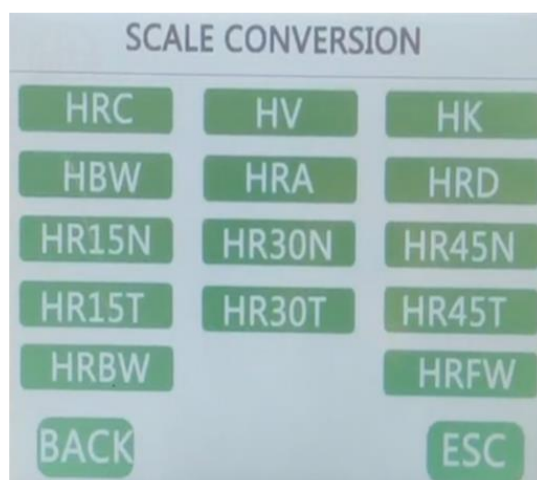 SCALE CONVERSION
HRC HV HK
HBW HRA HRD
HR15N HR30N HR45N
HR15T HR30T HR45T
HRBW HRFW
BACK ESC